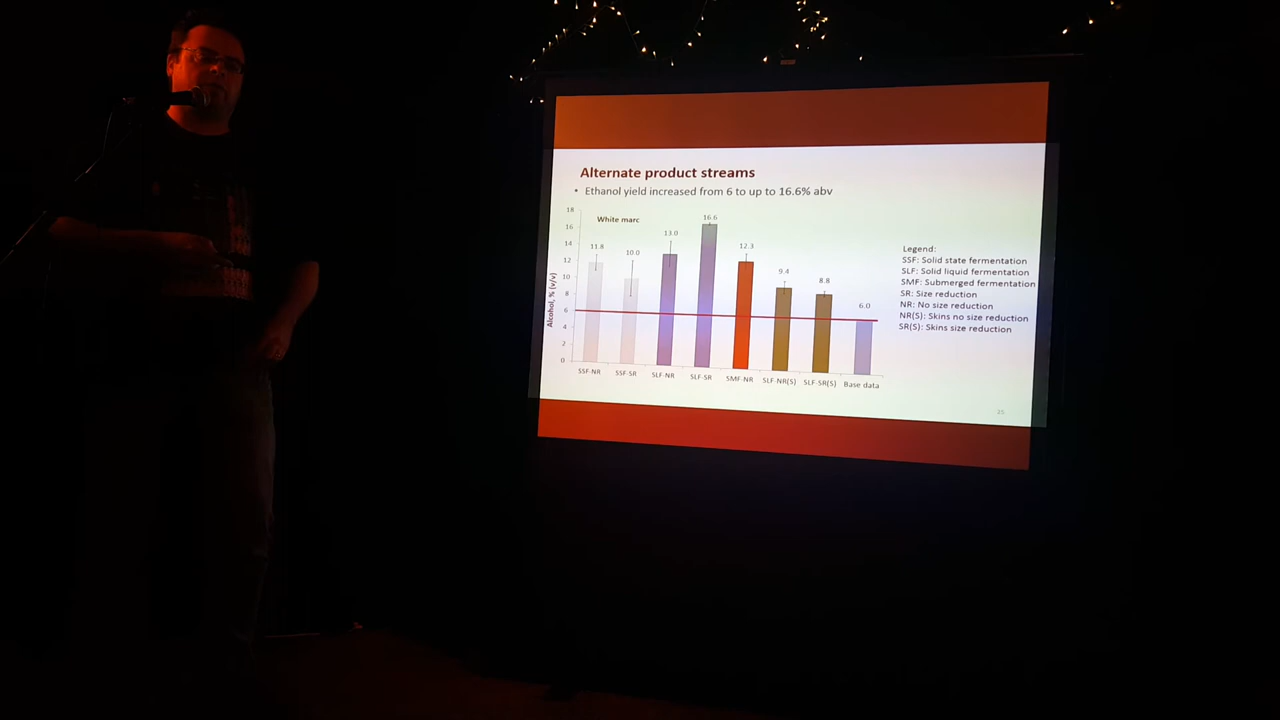 Alternate product streams
• Ethanol yield increased from 6 to up to 16.6% abv
White marc
Alcohol, % (v/v)
18
16
14
12
10
8
6
4
2
0
11.8
10.0
13.0
16.6
12.3
9.4
8.8
6.0
SSF-NR
SSF-SR
SLF-NR
SLF-SR
SMF-NR
SLF-NR(S)
SLF-SR(S)
Base data
Legend:
SSF: Solid state fermentation
SLF: Solid liquid fermentation
SMF: Submerged fermentation
SR: Size reduction
NR: No size reduction
NR(S): Skins no size reduction
SR(S): Skins size reduction